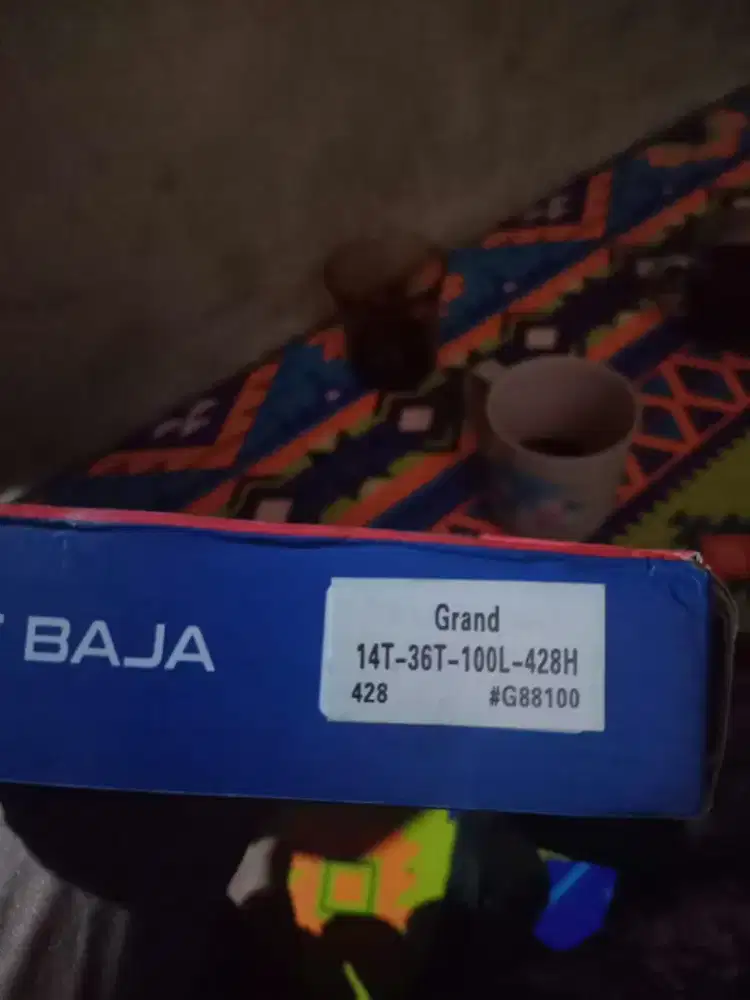 BAJA
Grand
14T-36T-100L-428H
428 #G88100